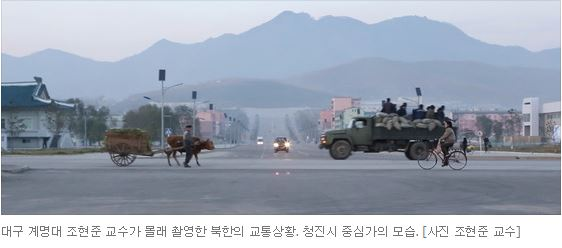 대구 계명대 조현준 교수가 몰래 촬영한 북한의 교통상황. 청진시 중심가의 모습. [사진 조현준 교수]